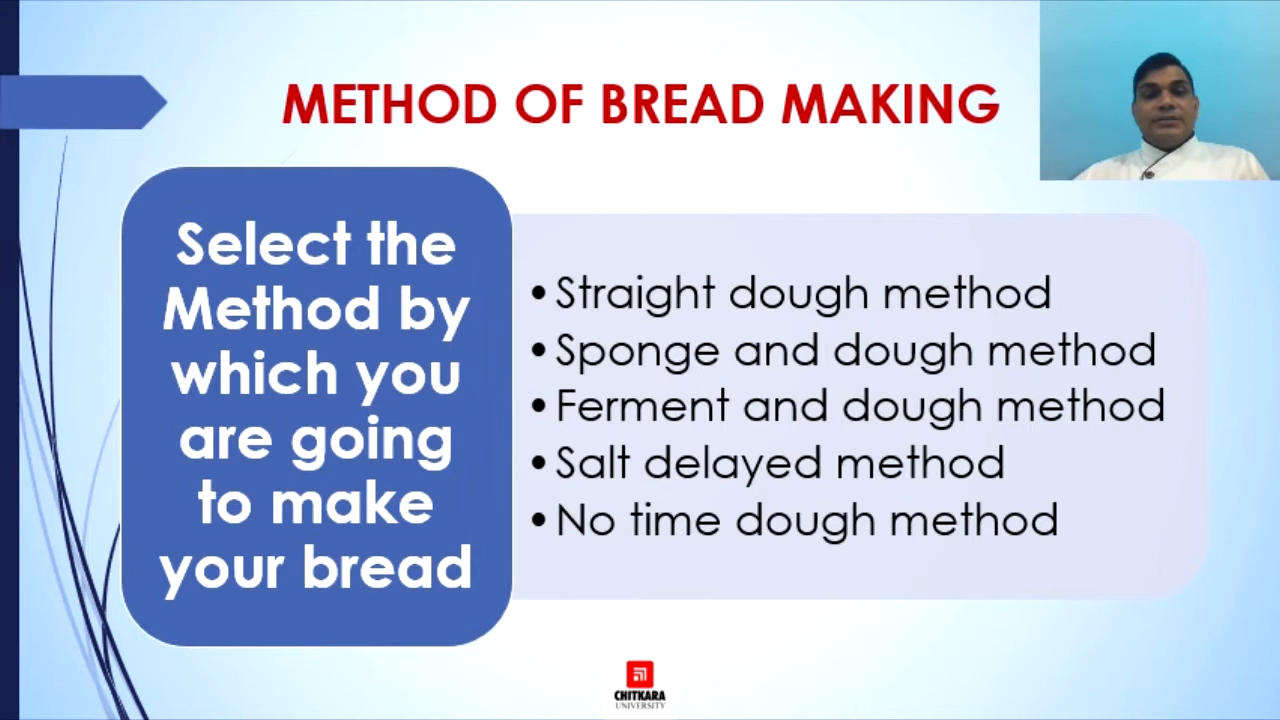 METHOD OF BREAD MAKING
Select the
Method by
which you
are going
to make
your bread
• Straight dough method
• Sponge and dough method
• Ferment and dough method
• Salt delayed method
• No time dough method
CHITKARA
UNIVERSITY